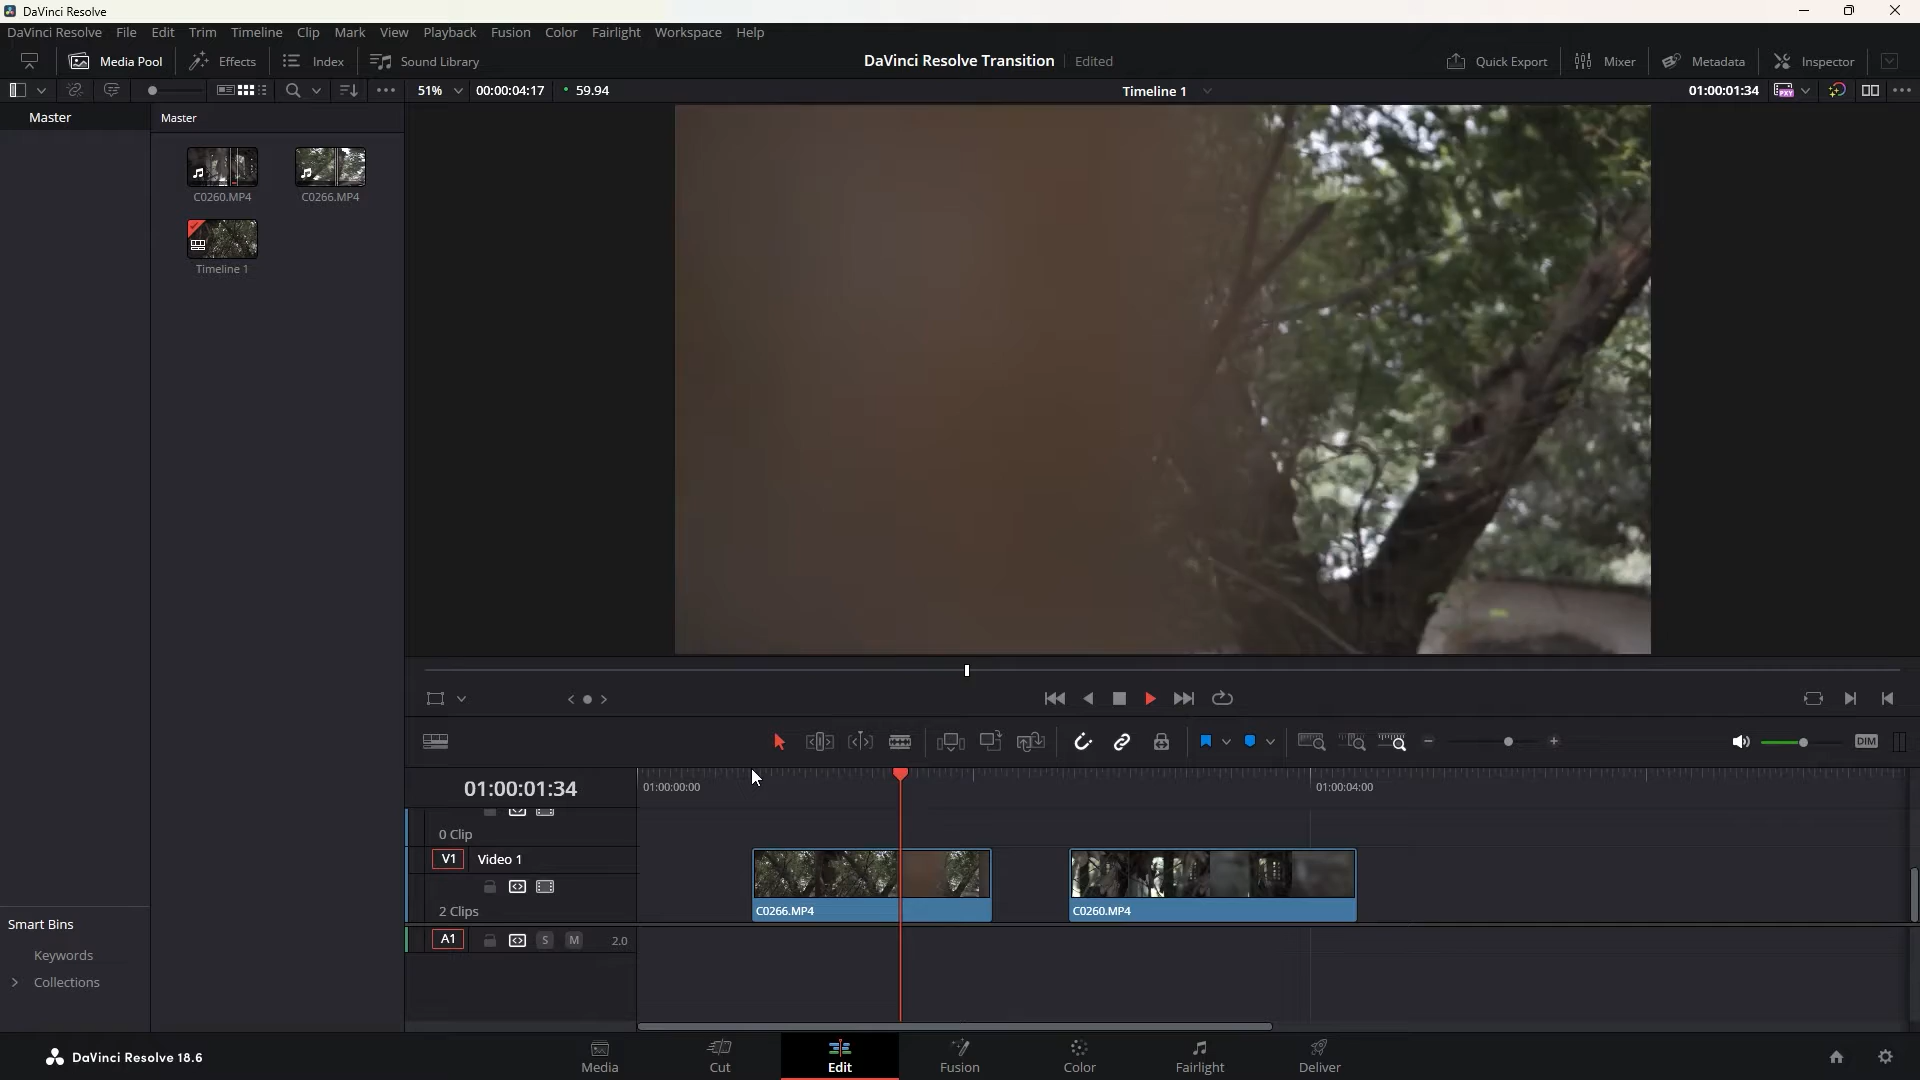 DaVinci Resolve
DaVinci Resolve File Edit Trim Timeline Clip Mark View Playback Fusion Color Fairlight Workspace Help
Media Pool Effects Index Sound Library DaVinci Resolve Transition Edited Quick Export Mixer Metadata Inspector
51% 00:00:04:17 59.94 Timeline 1 01:00:01:34 PXY
Master Master
C0260.MP4 C0266.MP4
Timeline 1
DIM
01:00:01:34 01:00:00:00 01:00:04:00
0 Clip
V1 Video 1
2 Clips C0266.MP4 C0260.MP4
A1 S M 2.0
Smart Bins
Keywords
Collections
DaVinci Resolve 18.6 Media Cut Edit Fusion Color Fairlight Deliver